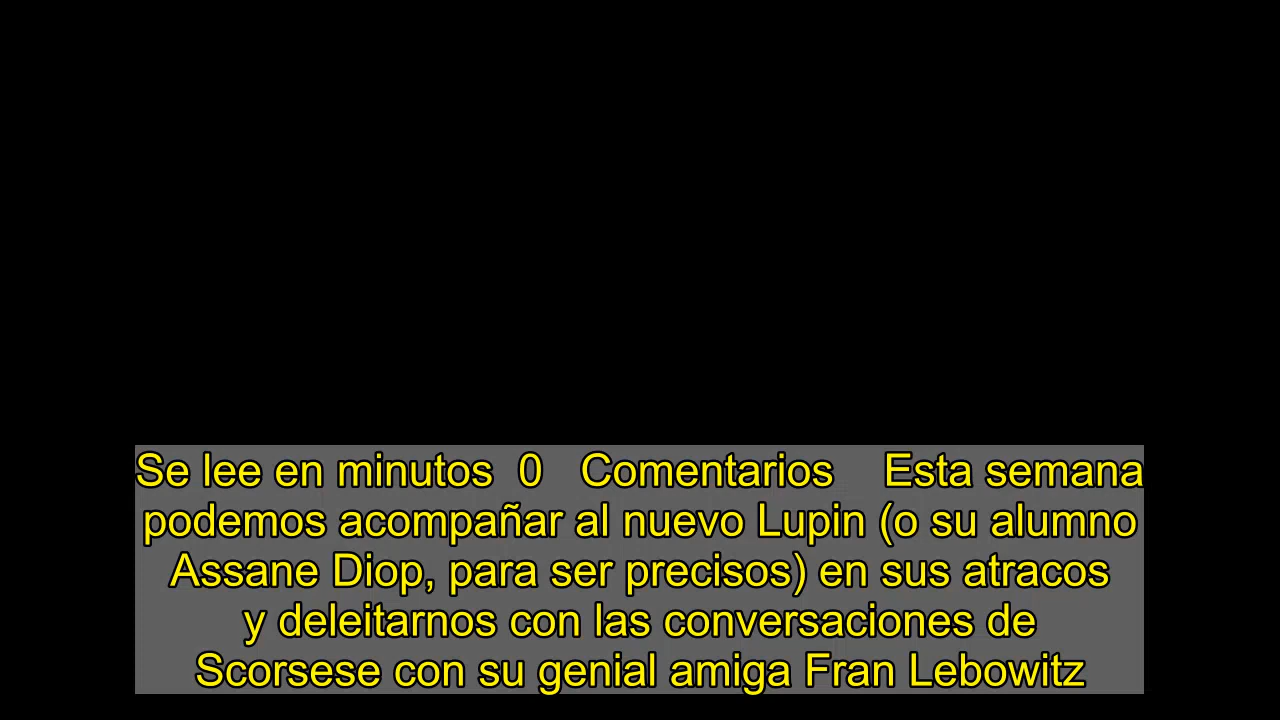 Se lee en minutos  0   Comentarios    Esta semana
podemos acompañar al nuevo Lupin (o su alumno
Assane Diop, para ser precisos) en sus atracos
y deleitarnos con las conversaciones de
Scorsese con su genial amiga Fran Lebowitz